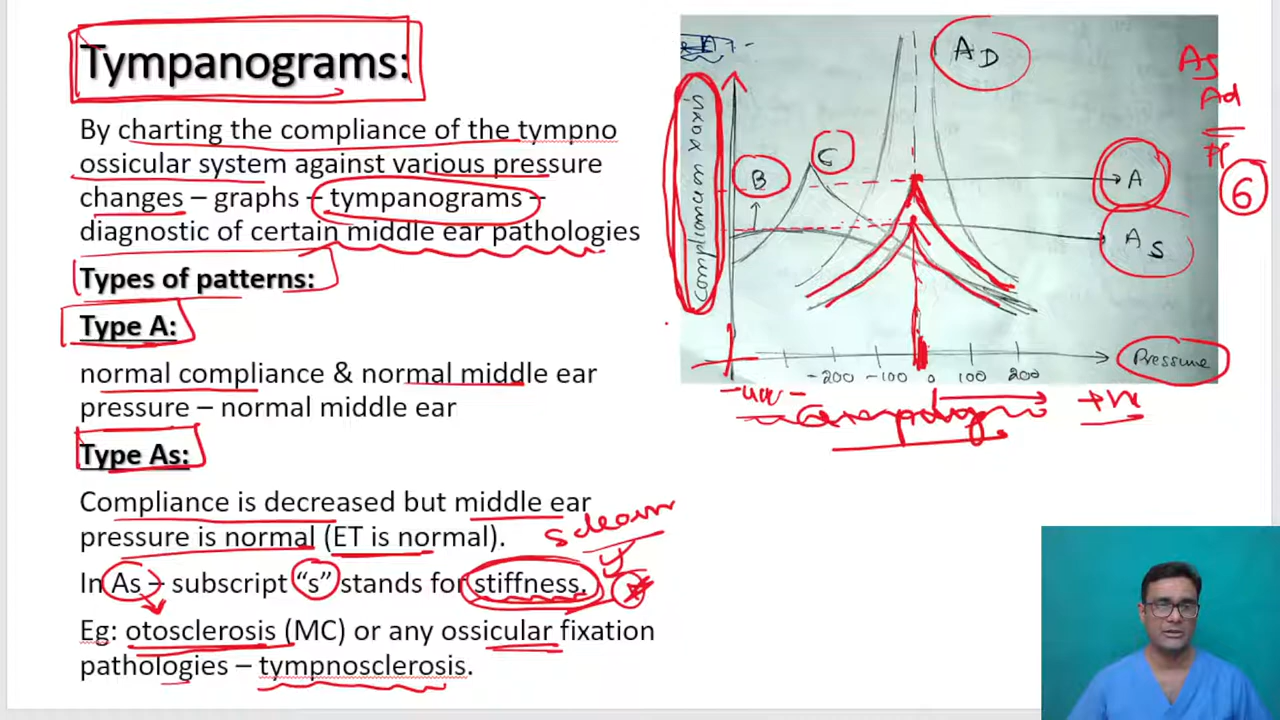 Tympanograms:
By charting the compliance of the tympno
ossicular system against various pressure
changes – graphs – tympanograms –
diagnostic of certain middle ear pathologies
Types of patterns:
Type A:
normal compliance & normal middle ear
pressure – normal middle ear
Type As:
Compliance is decreased but middle ear
pressure is normal (ET is normal).
In As – subscript “s” stands for stiffness.
Eg: otosclerosis (MC) or any ossicular fixation
pathologies – tympnosclerosis.
AD
As
Ad
C
B
A
6
AS
Pressure
-200 -100 0 100 200
+ve